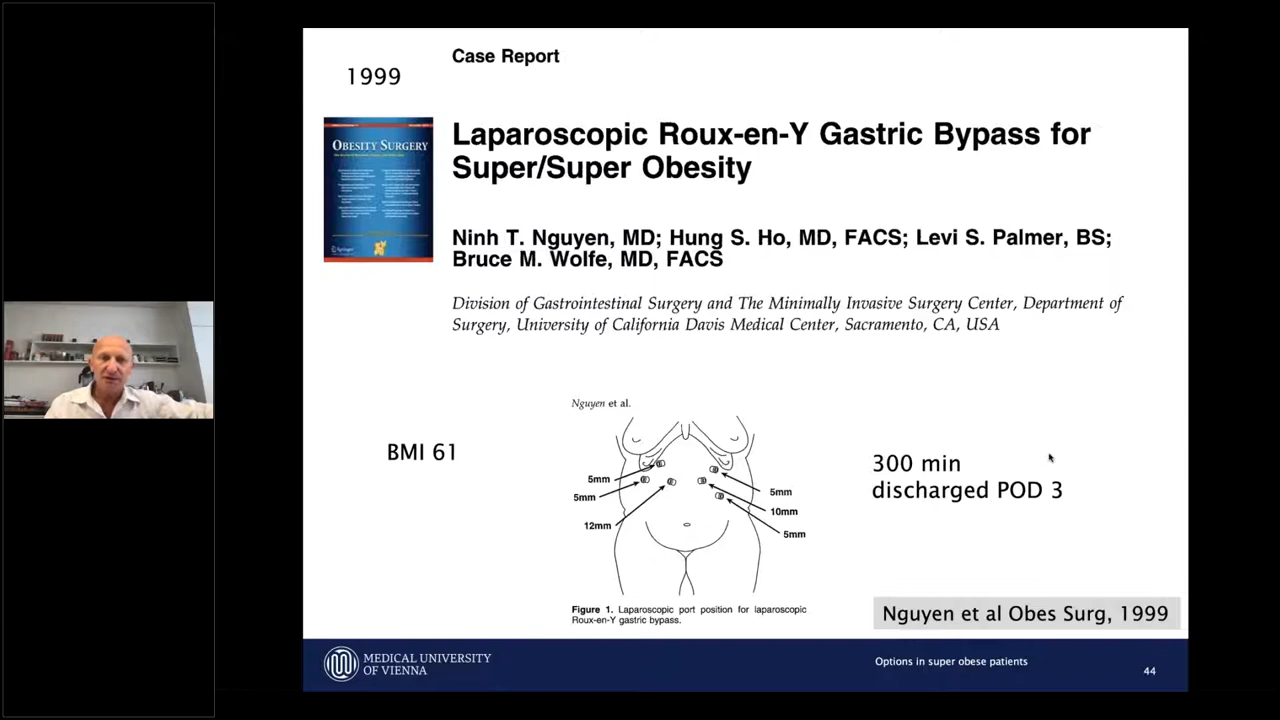 Case Report
1999
OBESITY SURGERY
Laparoscopic Roux-en-Y Gastric Bypass for
Super/Super Obesity
Ninh T. Nguyen, MD; Hung S. Ho, MD, FACS; Levi S. Palmer, BS;
Bruce M. Wolfe, MD, FACS
Division of Gastrointestinal Surgery and The Minimally Invasive Surgery Center, Department of
Surgery, University of California Davis Medical Center, Sacramento, CA, USA
Nguyen et al.
BMI 61
5mm
5mm
12mm
5mm
10mm
5mm
300 min
discharged POD 3
Figure 1. Laparoscopic port position for laparoscopic
Roux-en-Y gastric bypass.
Nguyen et al Obes Surg, 1999
MEDICAL UNIVERSITY
OF VIENNA
Options in super obese patients
44